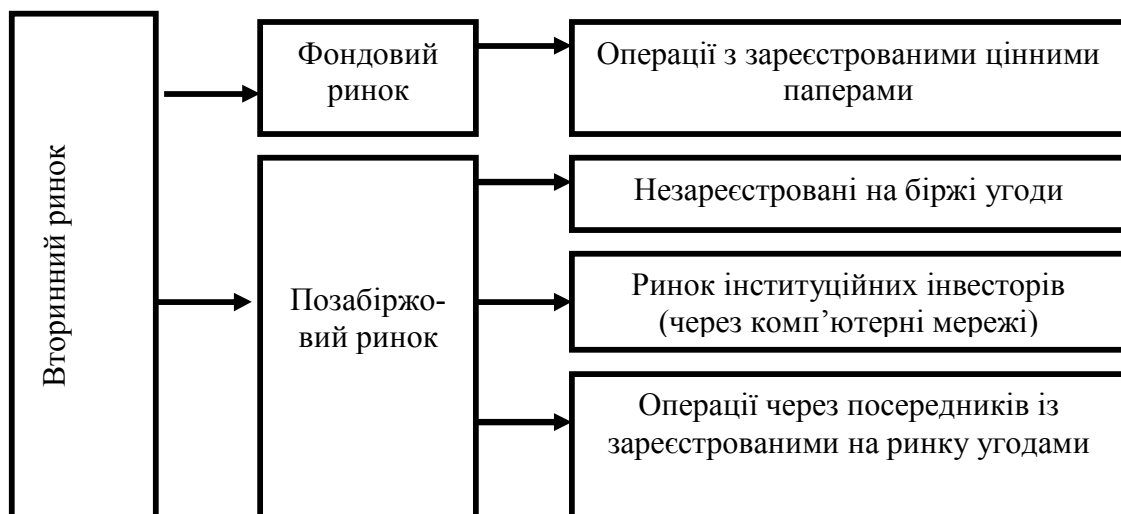 Вторинний ринок
Фондовий
ринок
Операції з зареєстрованими цінними
паперами
Позабіржо-
вий ринок
Незареєстровані на біржі угоди
Ринок інституційних інвесторів
(через комп’ютерні мережі)
Операції через посередників із
зареєстрованими на ринку угодами